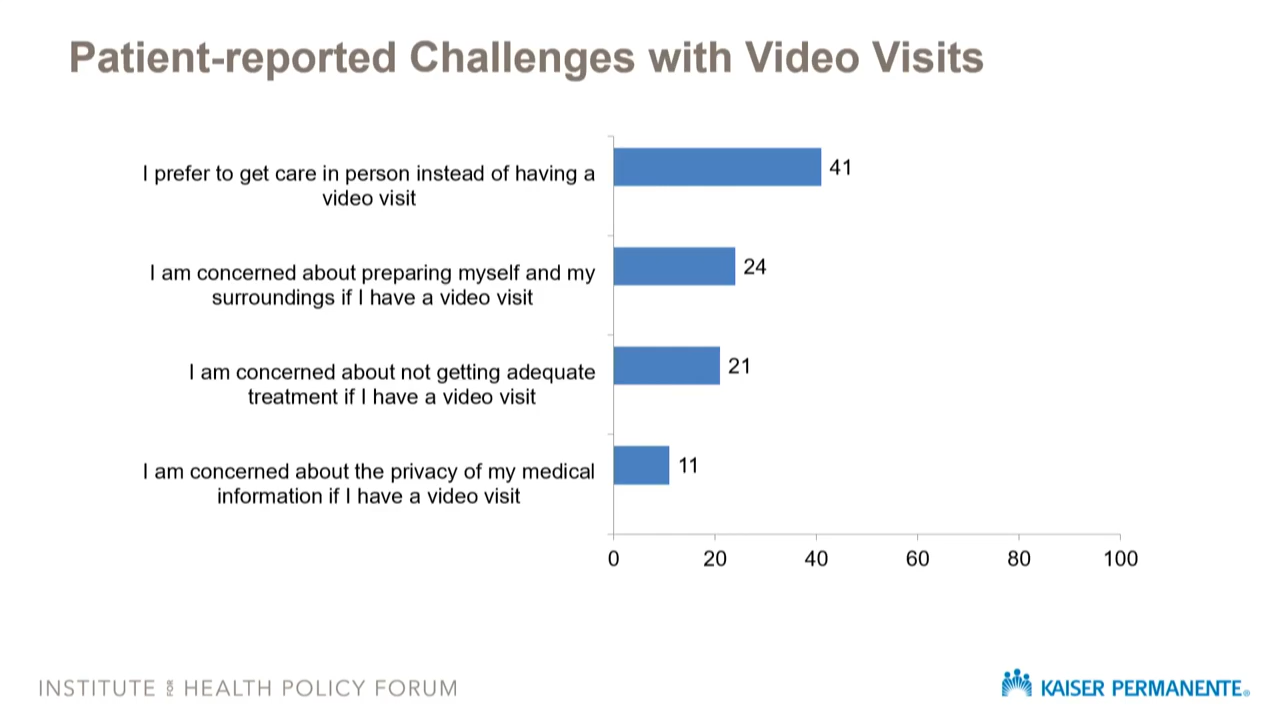 Patient-reported Challenges with Video Visits
I prefer to get care in person instead of having a
video visit
41
I am concerned about preparing myself and my
surroundings if I have a video visit
24
I am concerned about not getting adequate
treatment if I have a video visit
21
I am concerned about the privacy of my medical
information if I have a video visit
11
0 20 40 60 80 100
INSTITUTE FOR HEALTH POLICY FORUM
KAISER PERMANENTE®